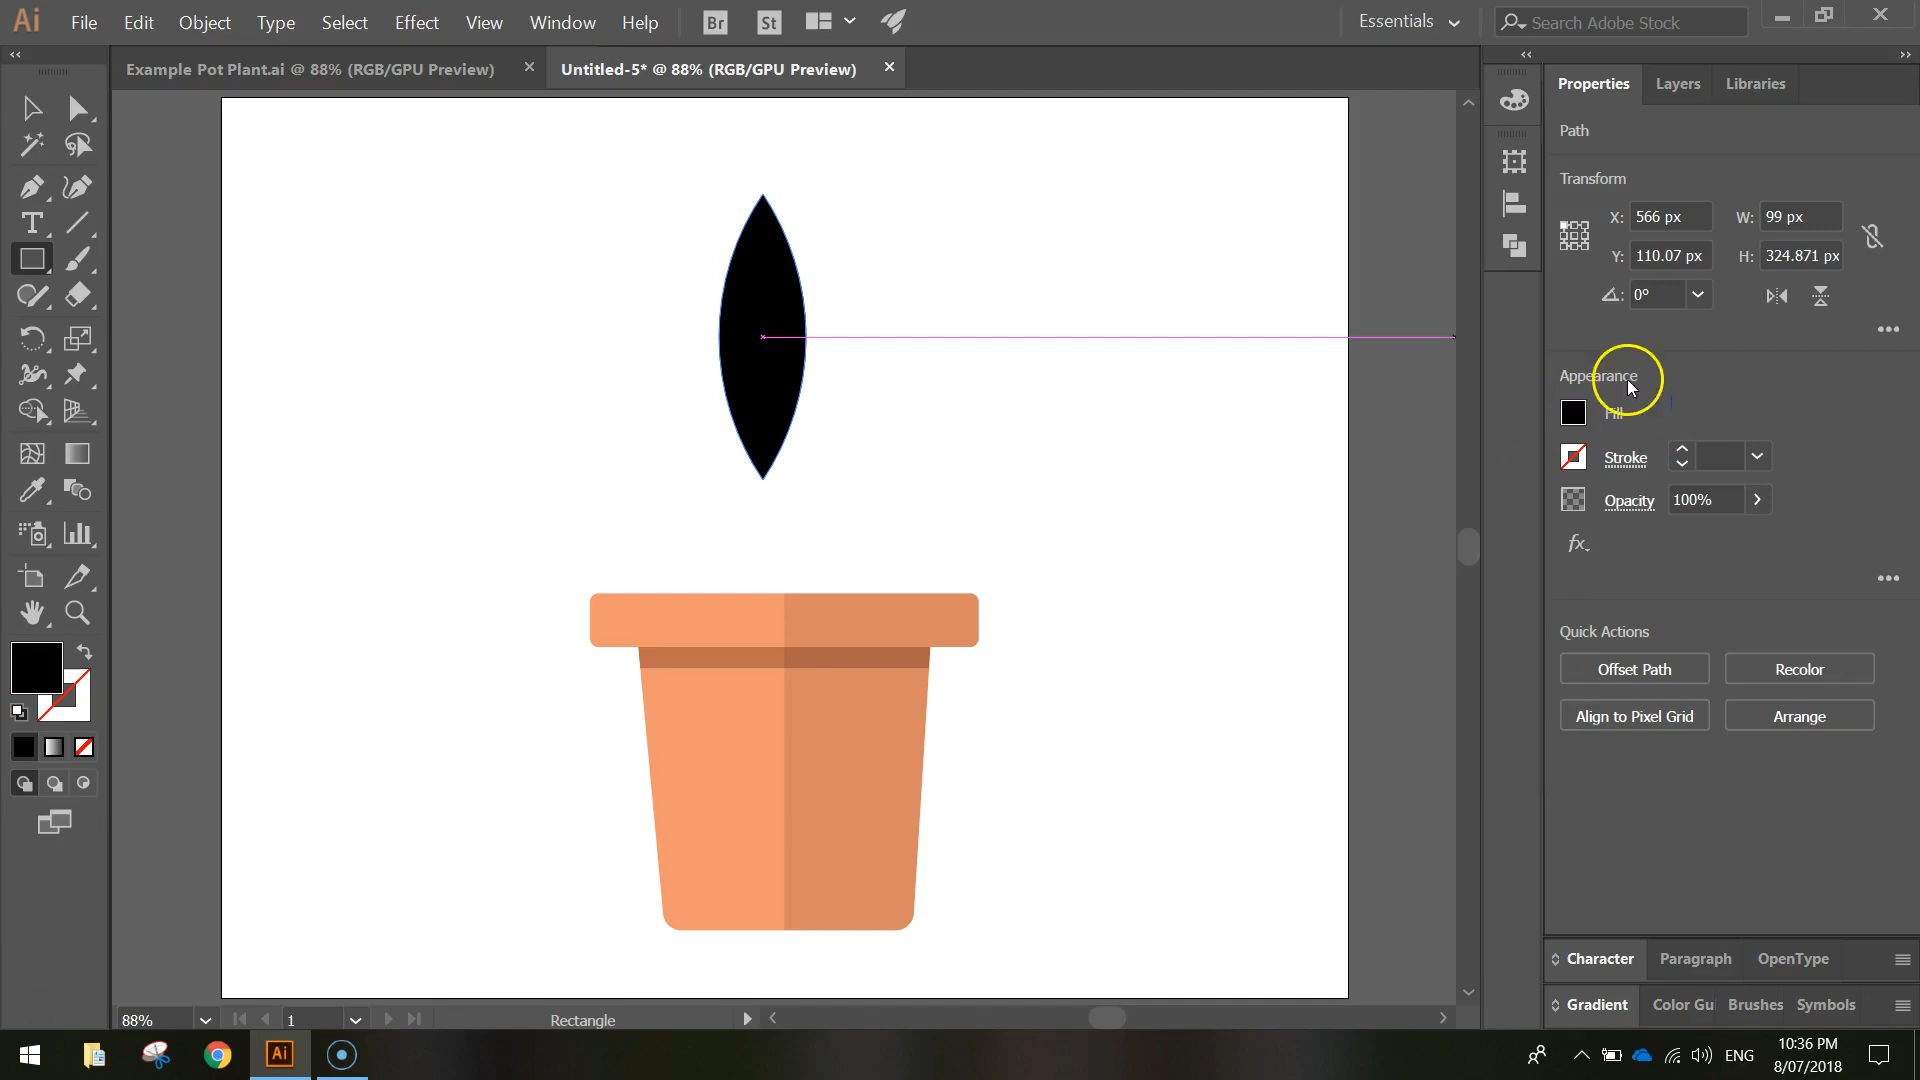 Ai File Edit Object Type Select Effect View Window Help Br St Essentials Search Adobe Stock
Example Pot Plant.ai @ 88% (RGB/GPU Preview) Untitled-5* @ 88% (RGB/GPU Preview)
Properties Layers Libraries
Path
Transform
X: 566 px W: 99 px
Y: 110.07 px H: 324.871 px
0°
Appearance
Fill
Stroke
Opacity 100%
fx
Quick Actions
Offset Path Recolor
Align to Pixel Grid Arrange
Character Paragraph OpenType
Gradient Color Gui Brushes Symbols
88% 1 Rectangle
Ai ENG 10:36 PM
8/07/2018